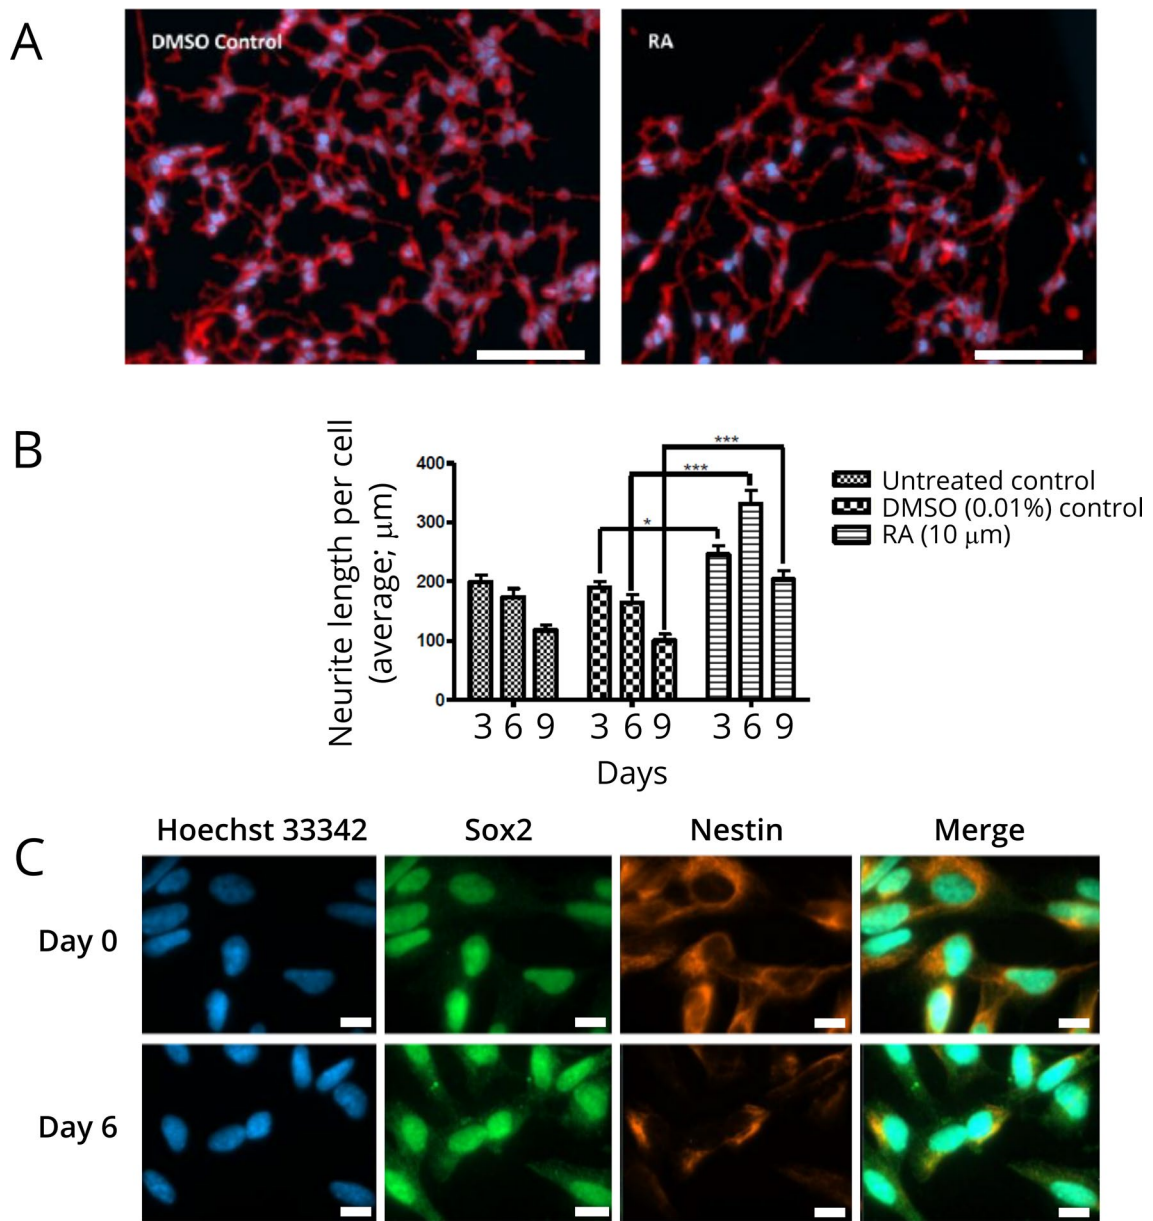 A
DMSO Control
RA
B
Neurite length per cell
(average; μm)
400
300
200
100
0
*
***
***
3 6 9 3 6 9 3 6 9
Days
Untreated control
DMSO (0.01%) control
RA (10 μm)
C
Hoechst 33342 Sox2 Nestin Merge
Day 0
Day 6